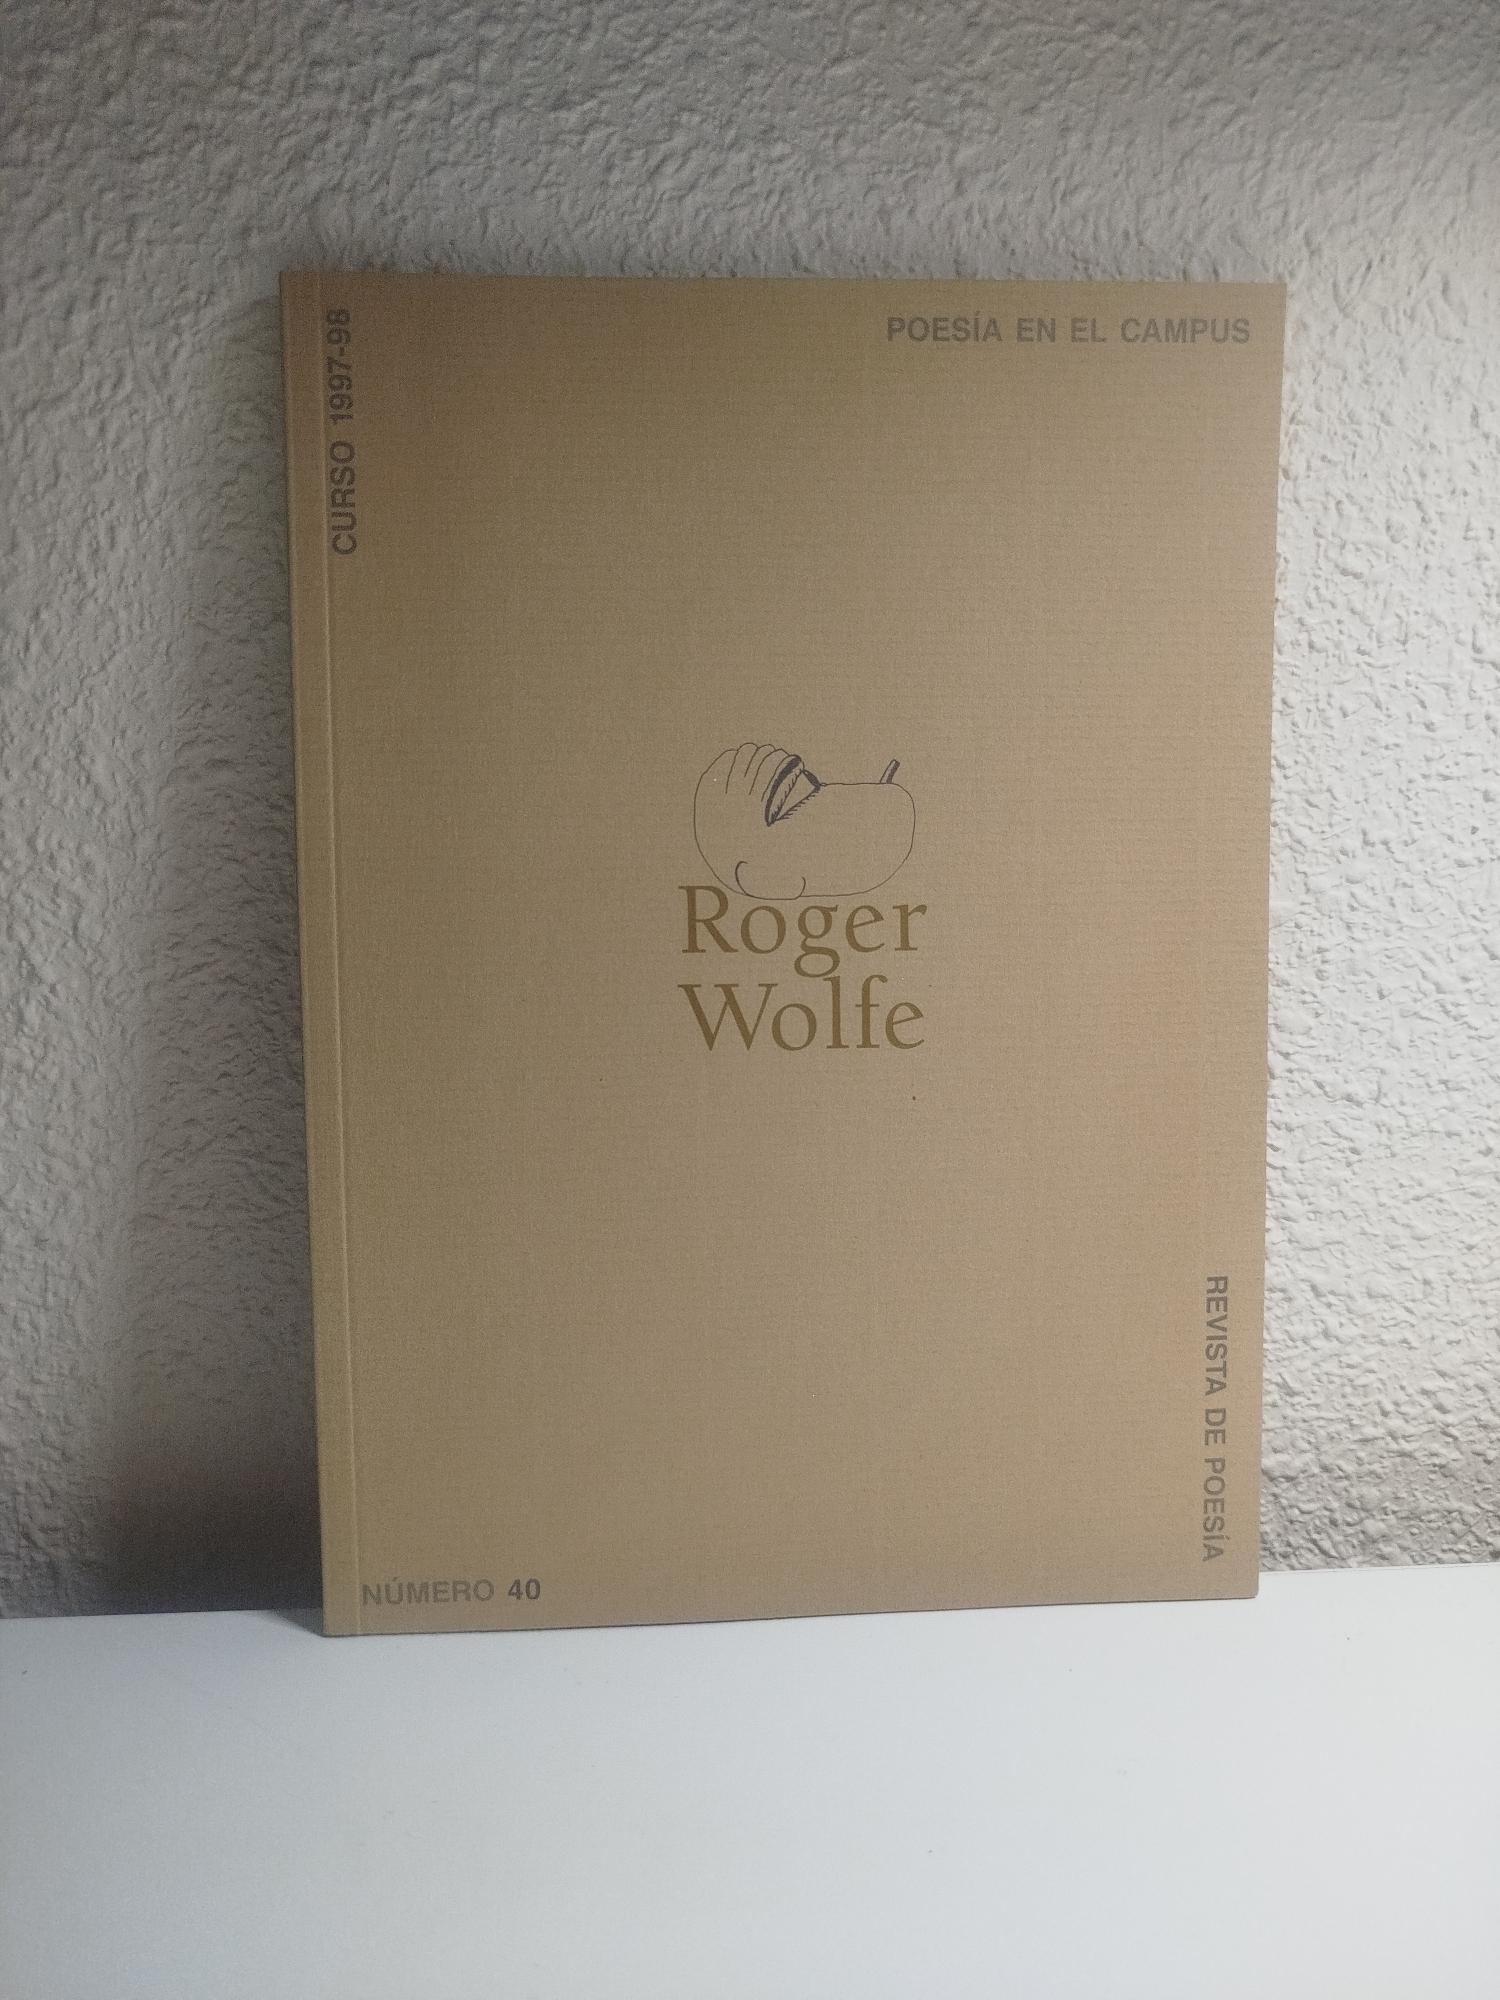 CURSO 1997-98
POESÍA EN EL CAMPUS
Roger
Wolfe
REVISTA DE POESÍA
NÚMERO 40